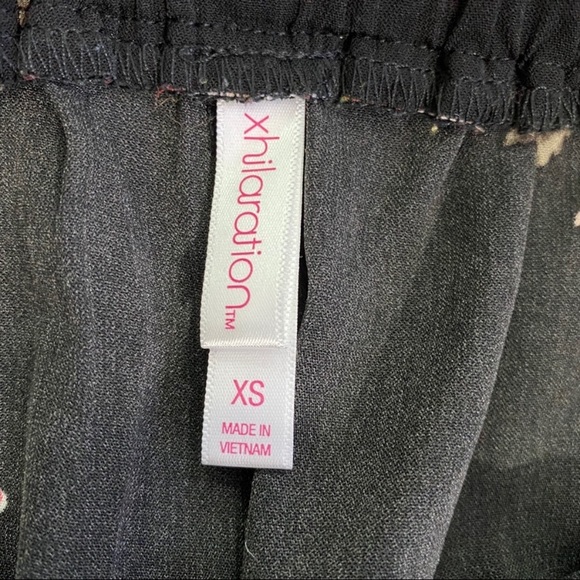 xhilaration™
XS
MADE IN
VIETNAM